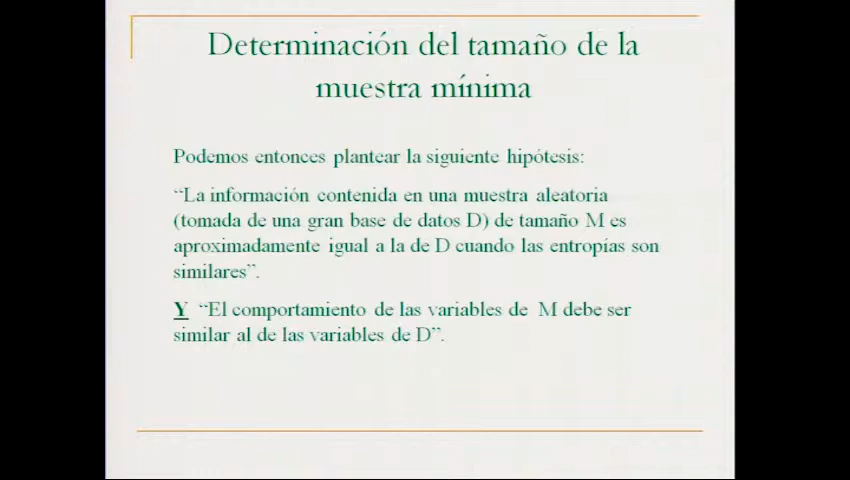 Determinación del tamaño de la
muestra mínima
Podemos entonces plantear la siguiente hipótesis:
“La información contenida en una muestra aleatoria
(tomada de una gran base de datos D) de tamaño M es
aproximadamente igual a la de D cuando las entropías son
similares”.
Y “El comportamiento de las variables de M debe ser
similar al de las variables de D”.